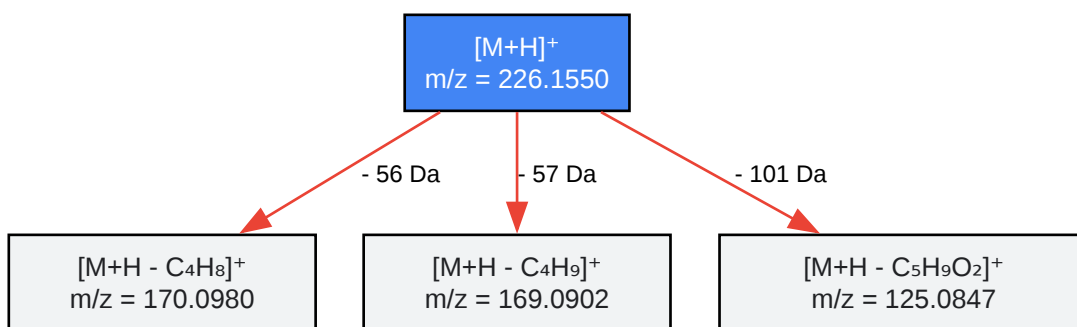 [M+H]⁺
m/z = 226.1550
- 56 Da
- 57 Da
- 101 Da
[M+H - C₄H₈]⁺
m/z = 170.0980
[M+H - C₄H₉]⁺
m/z = 169.0902
[M+H - C₅H₉O₂]⁺
m/z = 125.0847